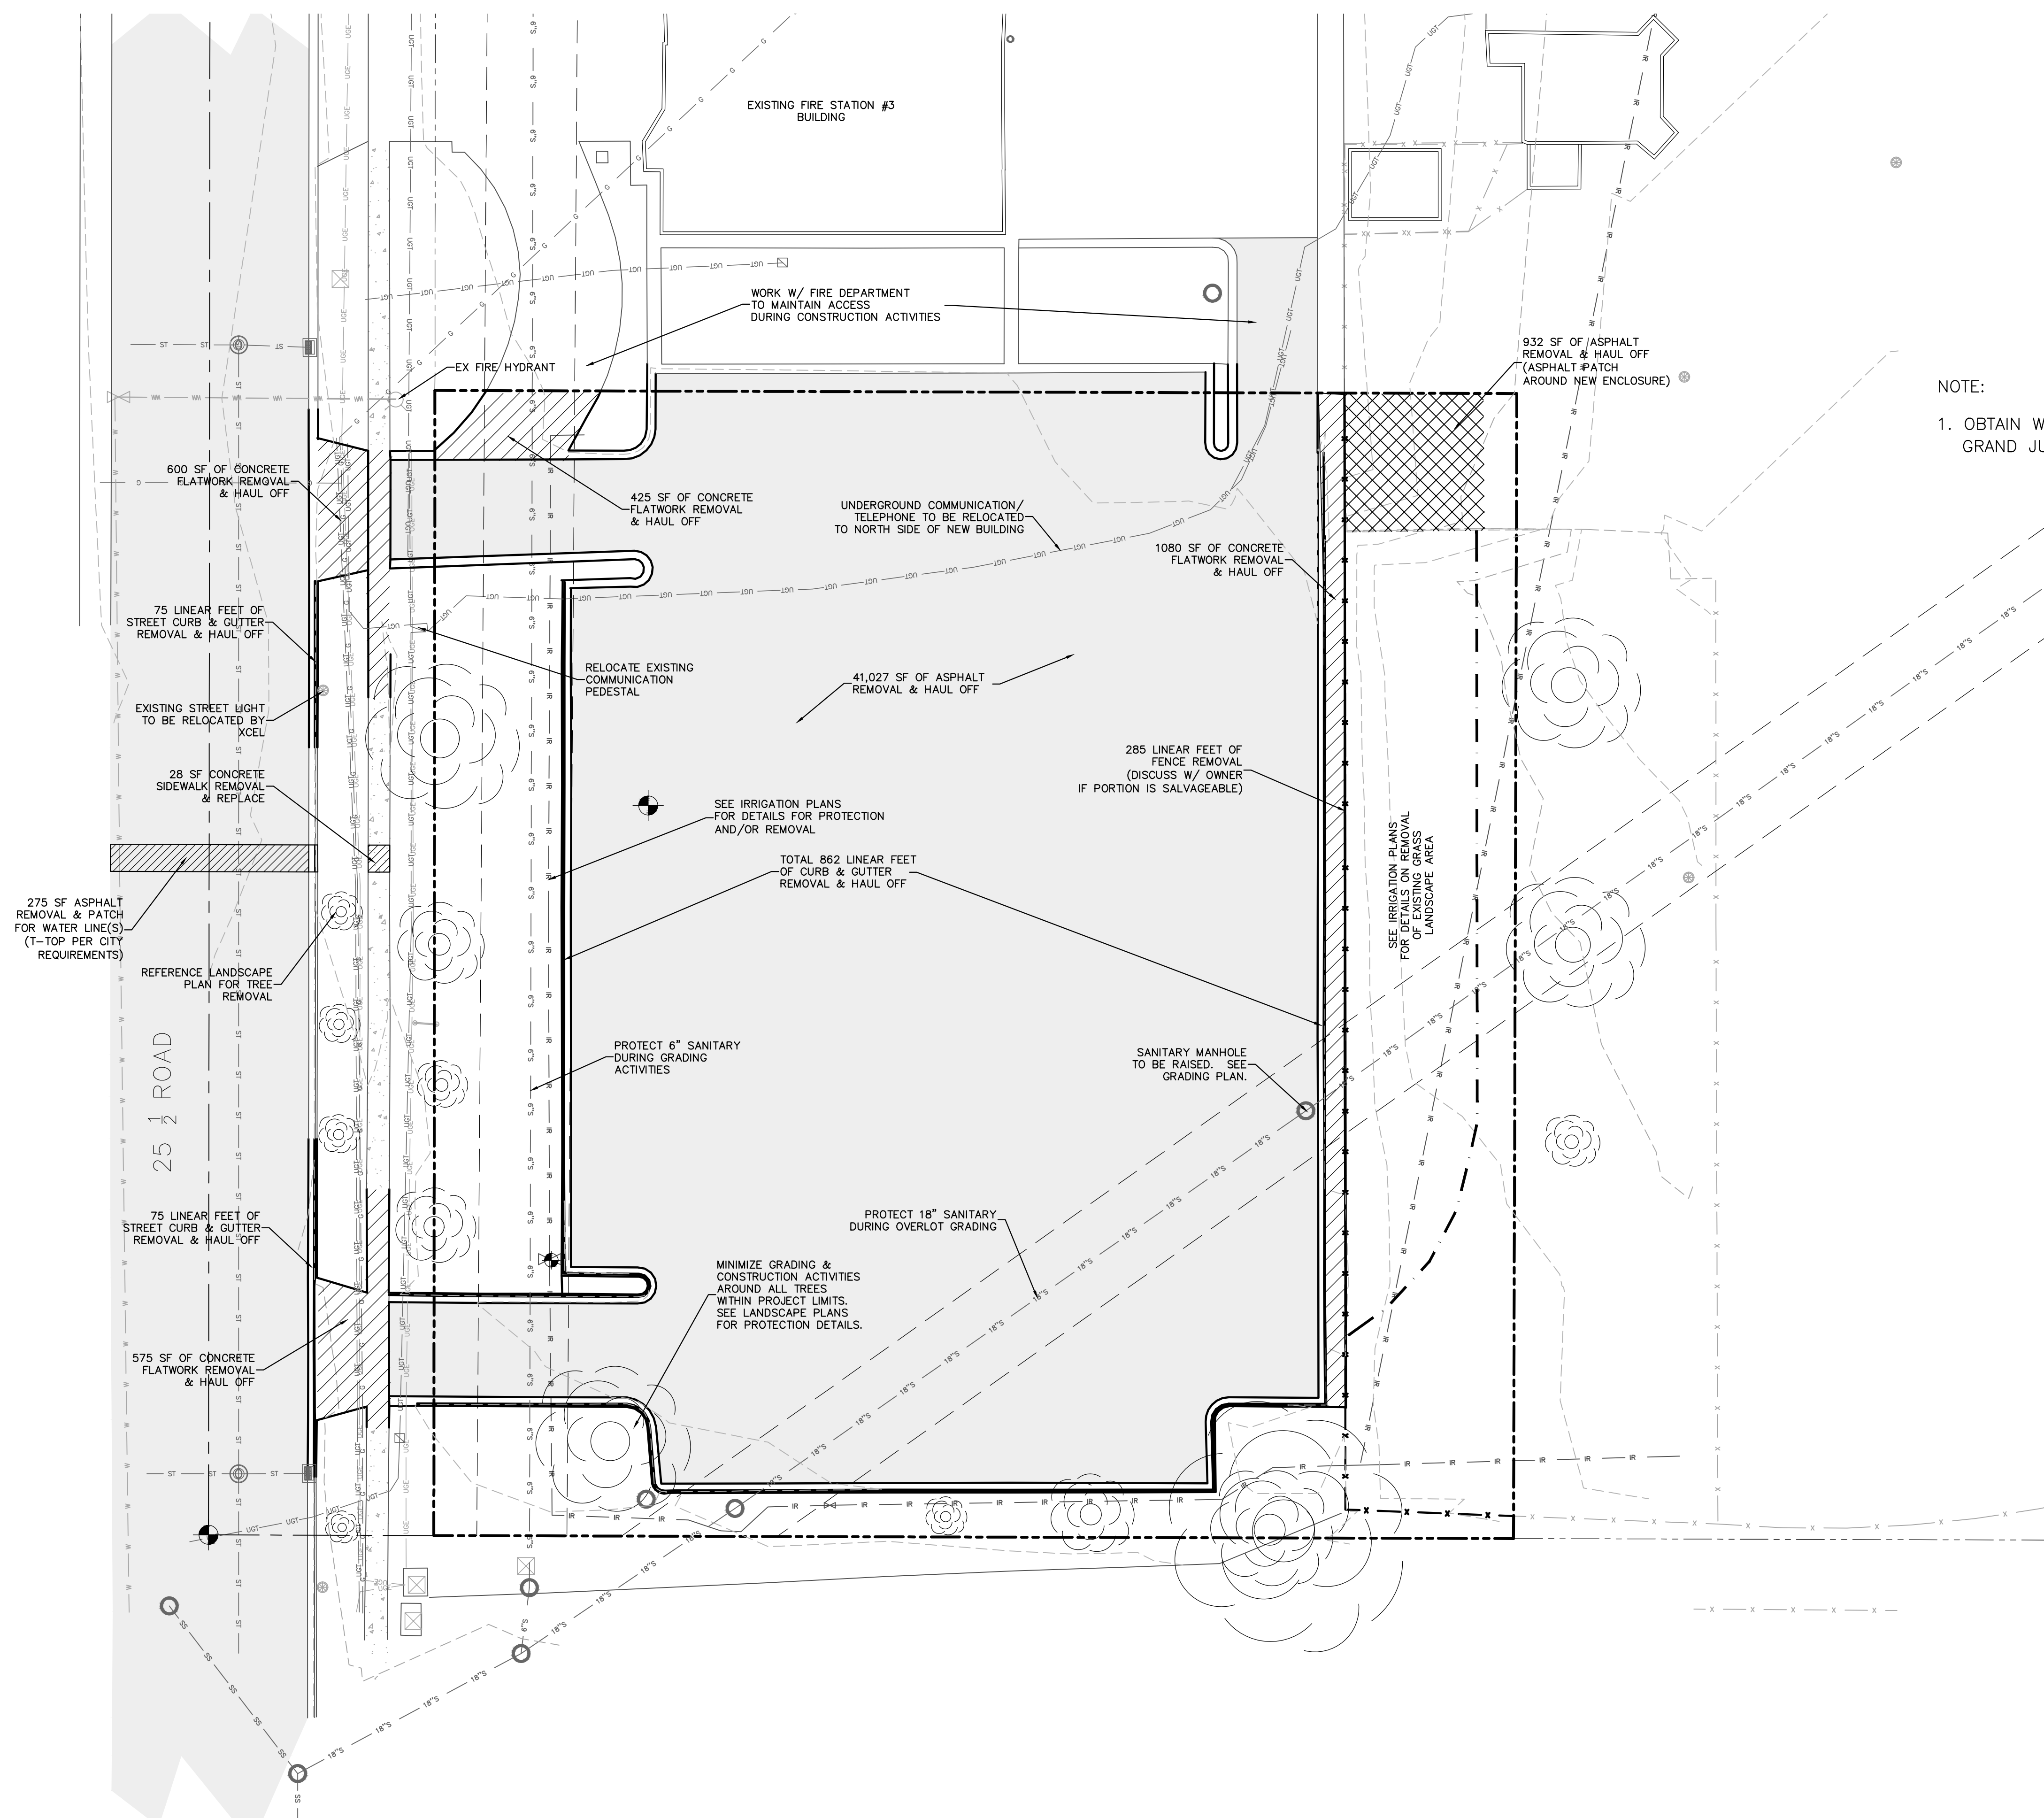 EXISTING FIRE STATION #3
BUILDING
WORK W/ FIRE DEPARTMENT
TO MAINTAIN ACCESS
DURING CONSTRUCTION ACTIVITIES
EX FIRE HYDRANT
932 SF OF ASPHALT
REMOVAL & HAUL OFF
(ASPHALT PATCH
AROUND NEW ENCLOSURE)
NOTE:
1. OBTAIN W
GRAND JU
600 SF OF CONCRETE
FLATWORK REMOVAL
& HAUL OFF
425 SF OF CONCRETE
FLATWORK REMOVAL
& HAUL OFF
UNDERGROUND COMMUNICATION/
TELEPHONE TO BE RELOCATED
TO NORTH SIDE OF NEW BUILDING
1080 SF OF CONCRETE
FLATWORK REMOVAL
& HAUL OFF
75 LINEAR FEET OF
STREET CURB & GUTTER
REMOVAL & HAUL OFF
RELOCATE EXISTING
COMMUNICATION
PEDESTAL
41,027 SF OF ASPHALT
REMOVAL & HAUL OFF
EXISTING STREET LIGHT
TO BE RELOCATED BY
XCEL
285 LINEAR FEET OF
FENCE REMOVAL
(DISCUSS W/ OWNER
IF PORTION IS SALVAGEABLE)
28 SF CONCRETE
SIDEWALK REMOVAL
& REPLACE
SEE IRRIGATION PLANS
FOR DETAILS FOR PROTECTION
AND/OR REMOVAL
TOTAL 862 LINEAR FEET
OF CURB & GUTTER
REMOVAL & HAUL OFF
SEE IRRIGATION PLANS
FOR DETAILS ON REMOVAL
OF EXISTING GRASS
LANDSCAPE AREA
275 SF ASPHALT
REMOVAL & PATCH
FOR WATER LINE(S)
(T-TOP PER CITY
REQUIREMENTS)
REFERENCE LANDSCAPE
PLAN FOR TREE
REMOVAL
25 1/2 ROAD
PROTECT 6" SANITARY
DURING GRADING
ACTIVITIES
SANITARY MANHOLE
TO BE RAISED. SEE
GRADING PLAN.
75 LINEAR FEET OF
STREET CURB & GUTTER
REMOVAL & HAUL OFF
PROTECT 18" SANITARY
DURING OVERLOT GRADING
MINIMIZE GRADING &
CONSTRUCTION ACTIVITIES
AROUND ALL TREES
WITHIN PROJECT LIMITS.
SEE LANDSCAPE PLANS
FOR PROTECTION DETAILS.
575 SF OF CONCRETE
FLATWORK REMOVAL
& HAUL OFF